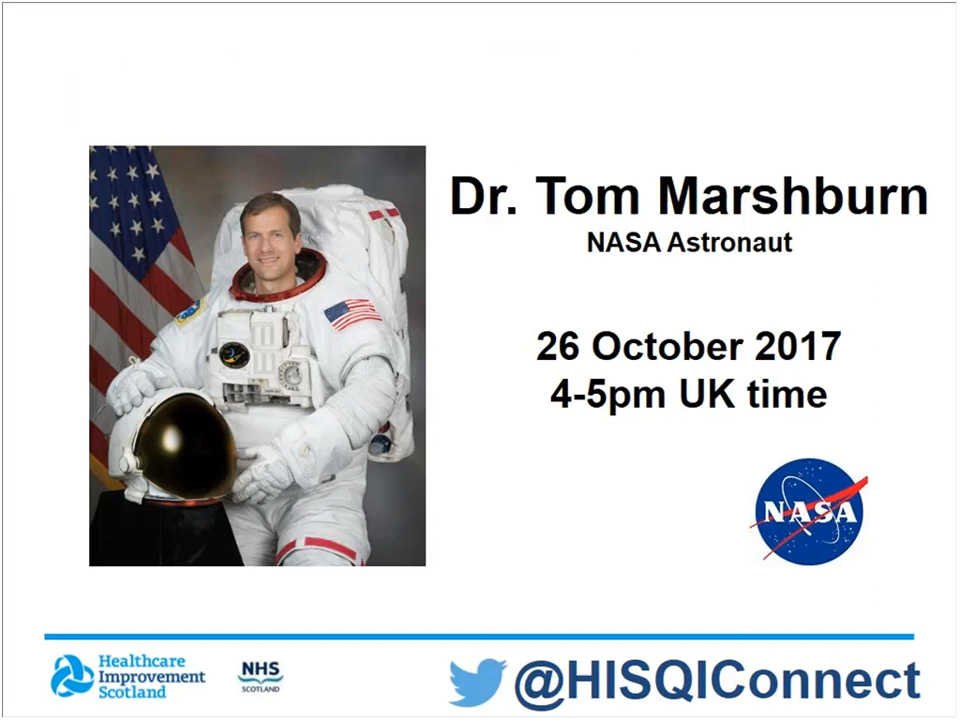 Dr. Tom Marshburn
NASA Astronaut
26 October 2017
4-5pm UK time
NASA
Healthcare
Improvement
Scotland
NHS
SCOTLAND
@HISQIConnect